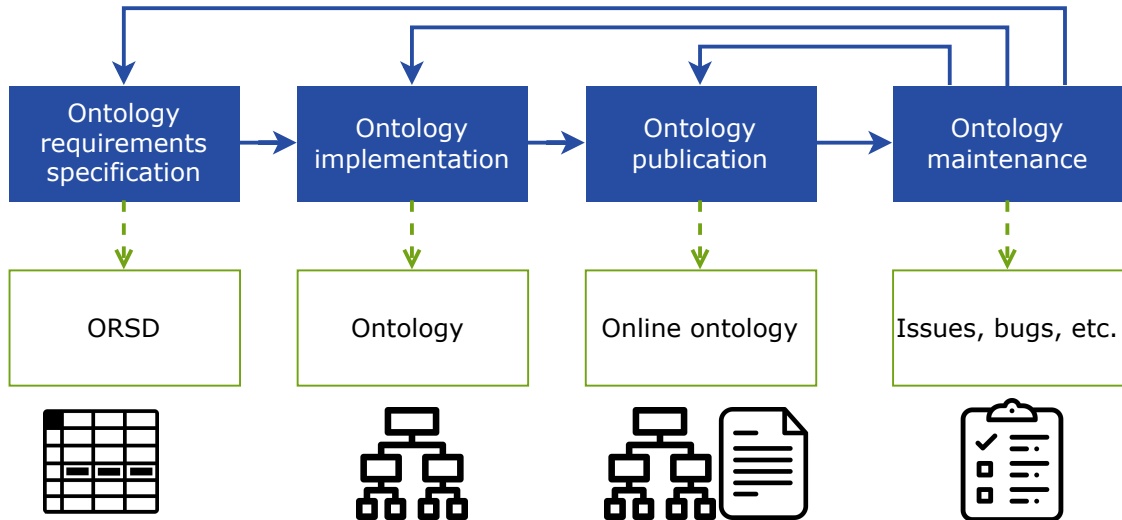 Ontology
requirements
specification
Ontology
implementation
Ontology
publication
Ontology
maintenance
ORSD
Ontology
Online ontology
Issues, bugs, etc.